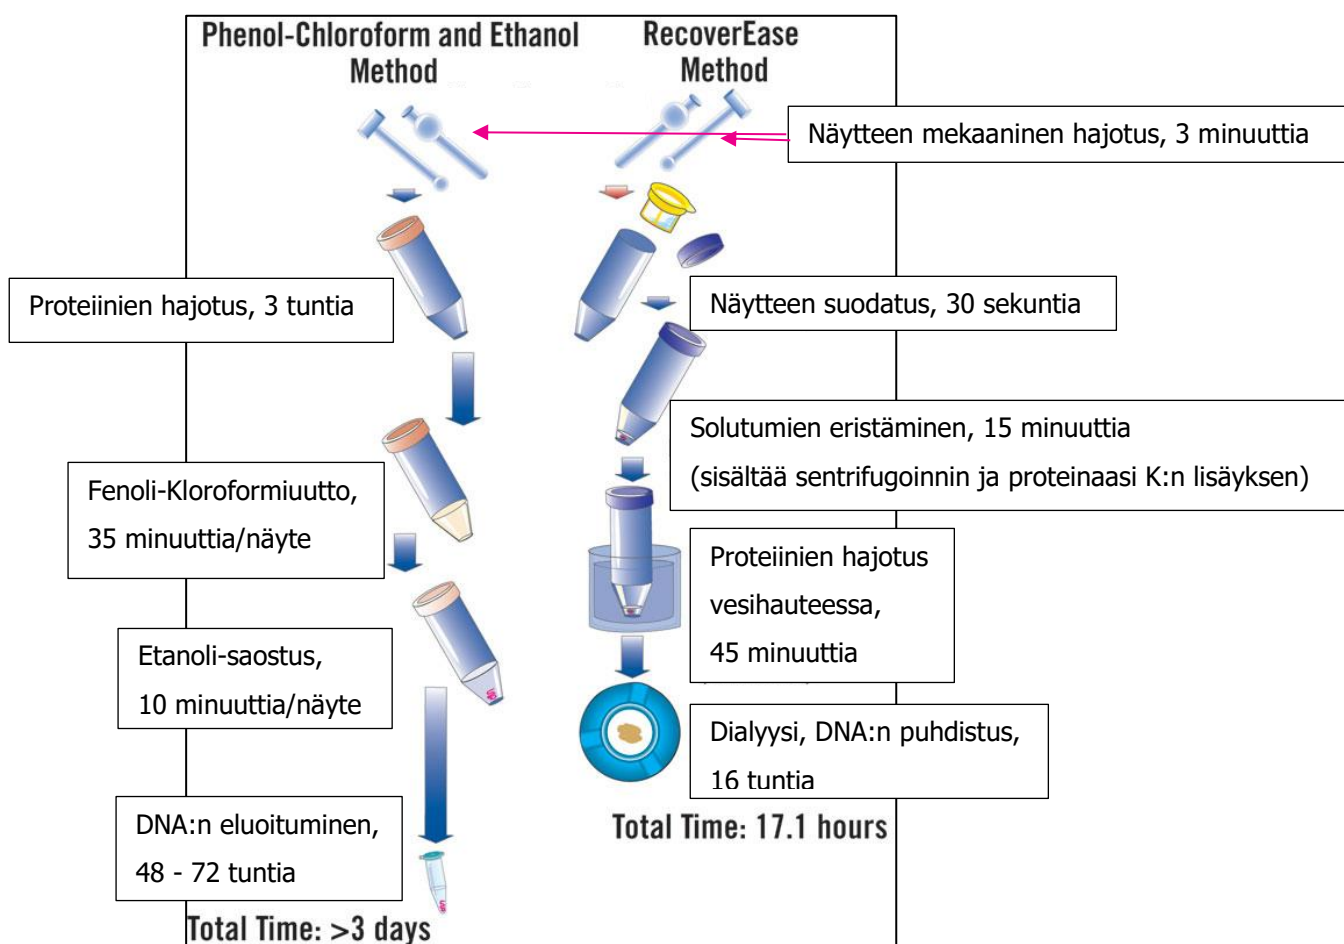 Phenol-Chloroform and Ethanol
Method
RecoverEase
Method
Näytteen mekaaninen hajotus, 3 minuuttia
Proteiinien hajotus, 3 tuntia
Näytteen suodatus, 30 sekuntia
Solutumien eristäminen, 15 minuuttia
(sisältää sentrifugoinnin ja proteinaasi K:n lisäyksen)
Fenoli-Kloroformiuutto,
35 minuuttia/näyte
Proteiinien hajotus
vesihauteessa,
45 minuuttia
Etanoli-saostus,
10 minuuttia/näyte
Dialyysi, DNA:n puhdistus,
16 tuntia
DNA:n eluoituminen,
48 - 72 tuntia
Total Time: 17.1 hours
Total Time: >3 days